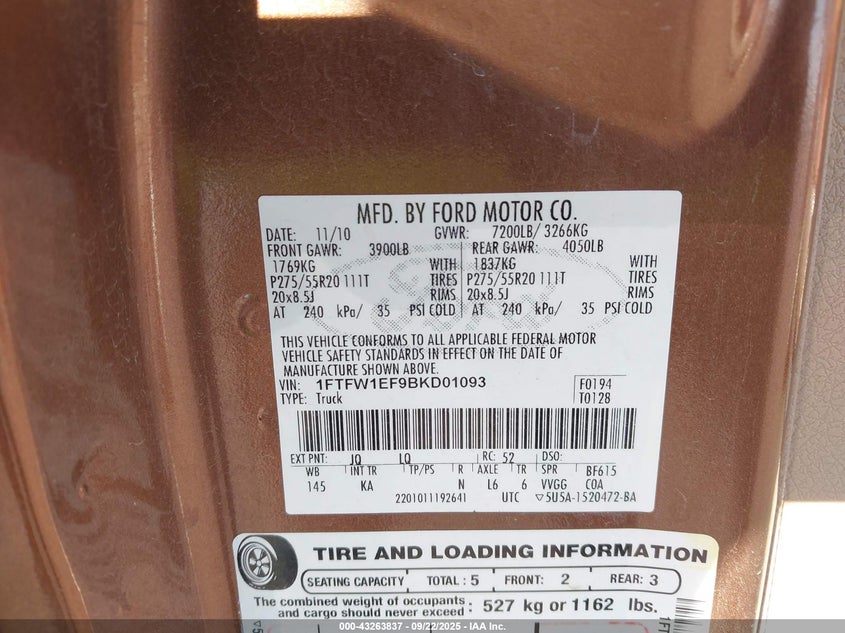 MFD. BY FORD MOTOR CO.
DATE: 11/10 GVWR: 7200LB/ 3266KG
FRONT GAWR: 3900LB REAR GAWR: 4050LB
1769KG WITH 1837KG WITH
P275/55R20 111T TIRES P275/55R20 111T TIRES
20x8.5J RIMS 20x8.5J RIMS
AT 240 kPa/ 35 PSI COLD AT 240 kPa/ 35 PSI COLD
THIS VEHICLE CONFORMS TO ALL APPLICABLE FEDERAL MOTOR
VEHICLE SAFETY STANDARDS IN EFFECT ON THE DATE OF
MANUFACTURE SHOWN ABOVE.
VIN: 1FTFW1EF9BKD01093 F0194
TYPE: Truck T0128
EXT PNT: JQ LQ RC: 52 DSO:
WB INT TR TP/PS R AXLE TR SPR BF615
145 KA N L6 6 VVGG COA
2201011192641 UTC ▽5U5A-1520472-BA
TIRE AND LOADING INFORMATION
SEATING CAPACITY TOTAL : 5 FRONT: 2 REAR: 3
The combined weight of occupants
and cargo should never exceed : 527 kg or 1162 lbs.
000-43263837 - 09/22/2025 - IAA Inc.